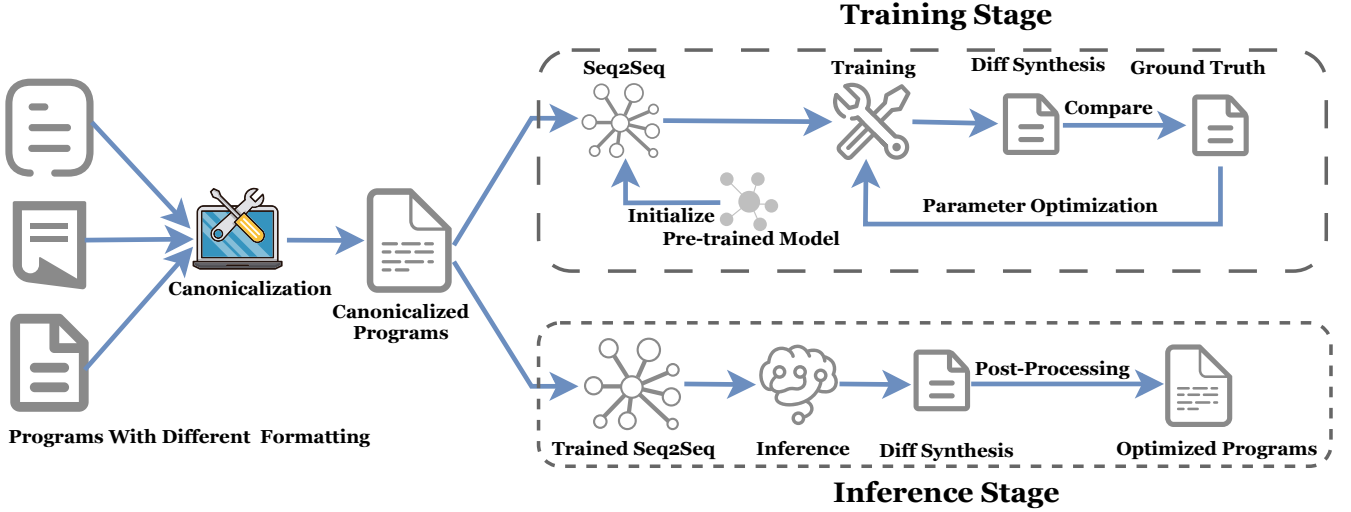 Training Stage
Seq2Seq
Training
Diff Synthesis
Ground Truth
Compare
Initialize
Pre-trained Model
Parameter Optimization
Canonicalization
Canonicalized
Programs
Programs With Different Formatting
Post-Processing
Trained Seq2Seq
Inference
Diff Synthesis
Optimized Programs
Inference Stage